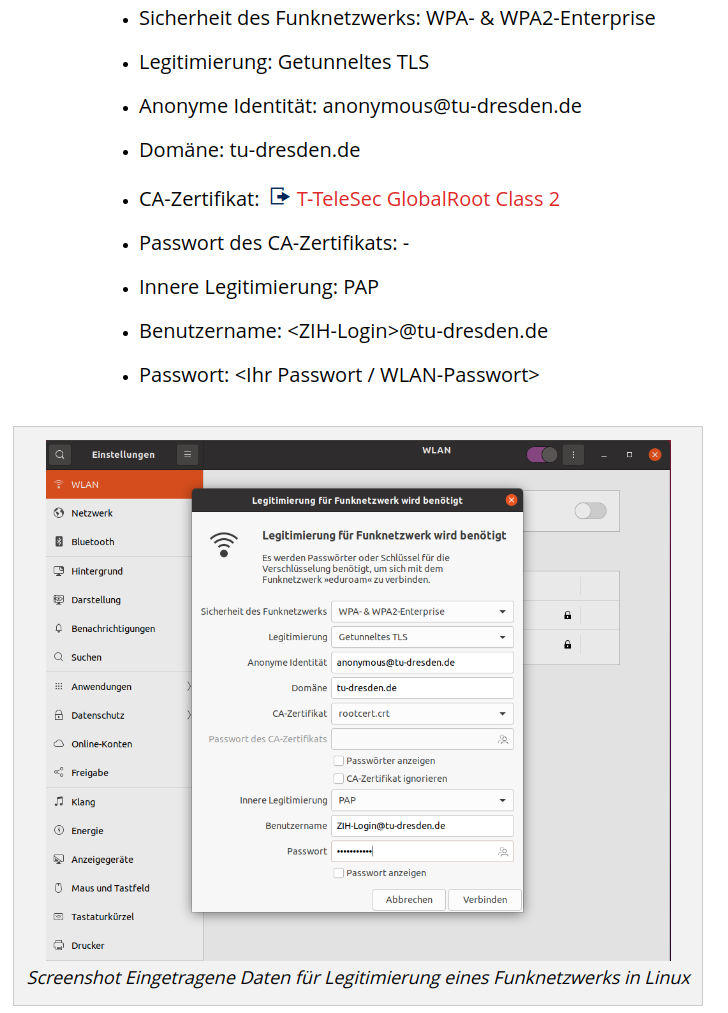 Sicherheit des Funknetzwerks: WPA- & WPA2-Enterprise
Legitimierung: Getunneltes TLS
Anonyme Identität: anonymous@tu-dresden.de
Domäne: tu-dresden.de
CA-Zertifikat: T-TeleSec GlobalRoot Class 2
Passwort des CA-Zertifikats: -
Innere Legitimierung: PAP
Benutzername: <ZIH-Login>@tu-dresden.de
Passwort: <Ihr Passwort / WLAN-Passwort>
Einstellungen
WLAN
WLAN
Netzwerk
Bluetooth
Hintergrund
Darstellung
Benachrichtigungen
Suchen
Anwendungen
Datenschutz
Online-Konten
Freigabe
Klang
Energie
Anzeigegeräte
Maus und Tastfeld
Tastaturkürzel
Drucker
Legitimierung für Funknetzwerk wird benötigt
Legitimierung für Funknetzwerk wird benötigt
Es werden Passwörter oder Schlüssel für die
Verschlüsselung benötigt, um sich mit dem
Funknetzwerk »eduroam« zu verbinden.
Sicherheit des Funknetzwerks WPA- & WPA2-Enterprise
Legitimierung Getunneltes TLS
Anonyme Identität anonymous@tu-dresden.de
Domäne tu-dresden.de
CA-Zertifikat rootcert.crt
Passwort des CA-Zertifikats
Passwörter anzeigen
CA-Zertifikat ignorieren
Innere Legitimierung PAP
Benutzername ZIH-Login@tu-dresden.de
Passwort •••••••••••
Passwort anzeigen
Abbrechen Verbinden
Screenshot Eingetragene Daten für Legitimierung eines Funknetzwerks in Linux